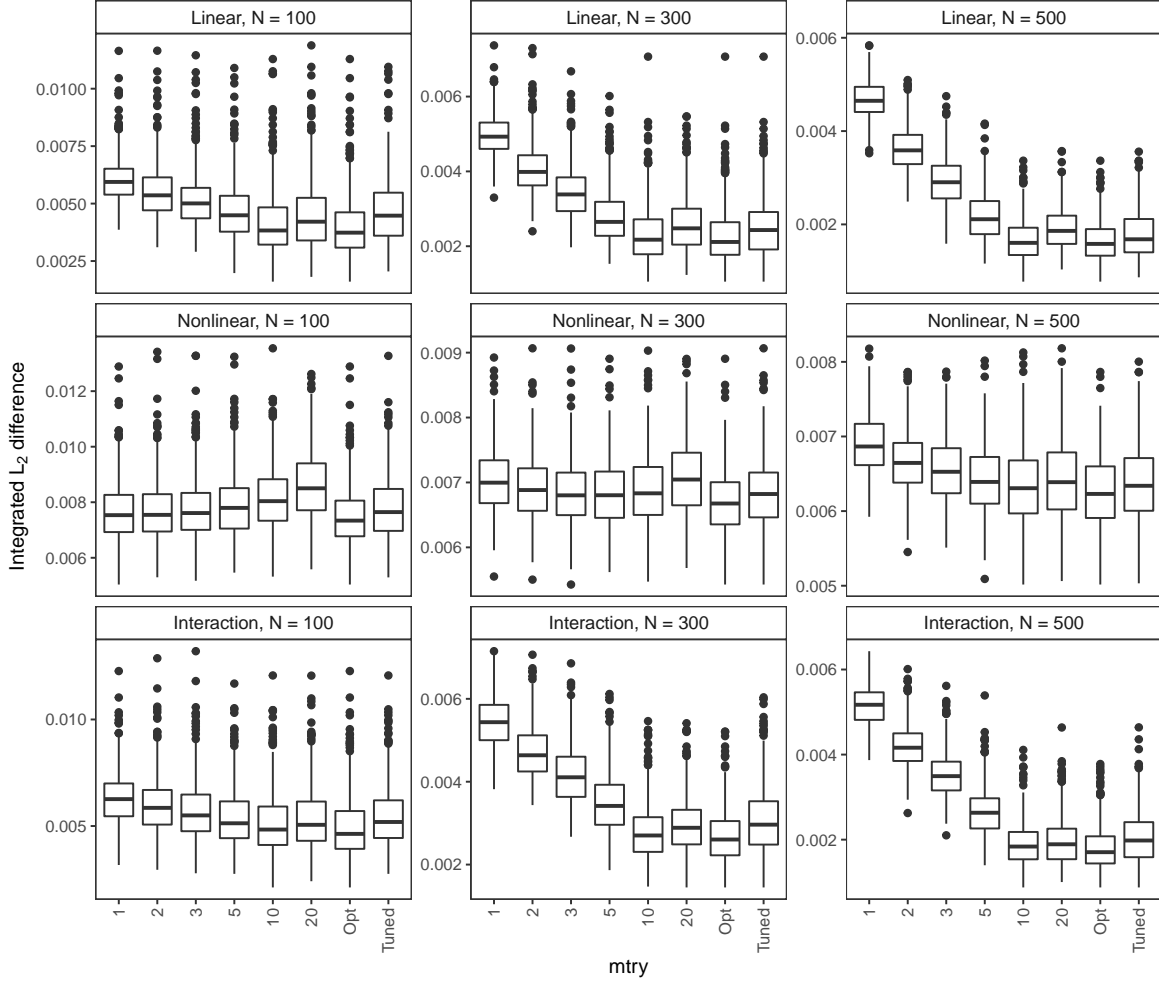 Linear, N = 100
Linear, N = 300
Linear, N = 500
0.0100
0.0075
0.0050
0.0025
0.006
0.004
0.002
0.006
0.004
0.002
Nonlinear, N = 100
Nonlinear, N = 300
Nonlinear, N = 500
0.012
0.010
0.008
0.006
0.009
0.008
0.007
0.006
0.008
0.007
0.006
0.005
Integrated L₂ difference
Interaction, N = 100
Interaction, N = 300
Interaction, N = 500
0.010
0.005
0.006
0.004
0.002
0.006
0.004
0.002
1 2 3 5 10 20 Opt Tuned
1 2 3 5 10 20 Opt Tuned
1 2 3 5 10 20 Opt Tuned
mtry